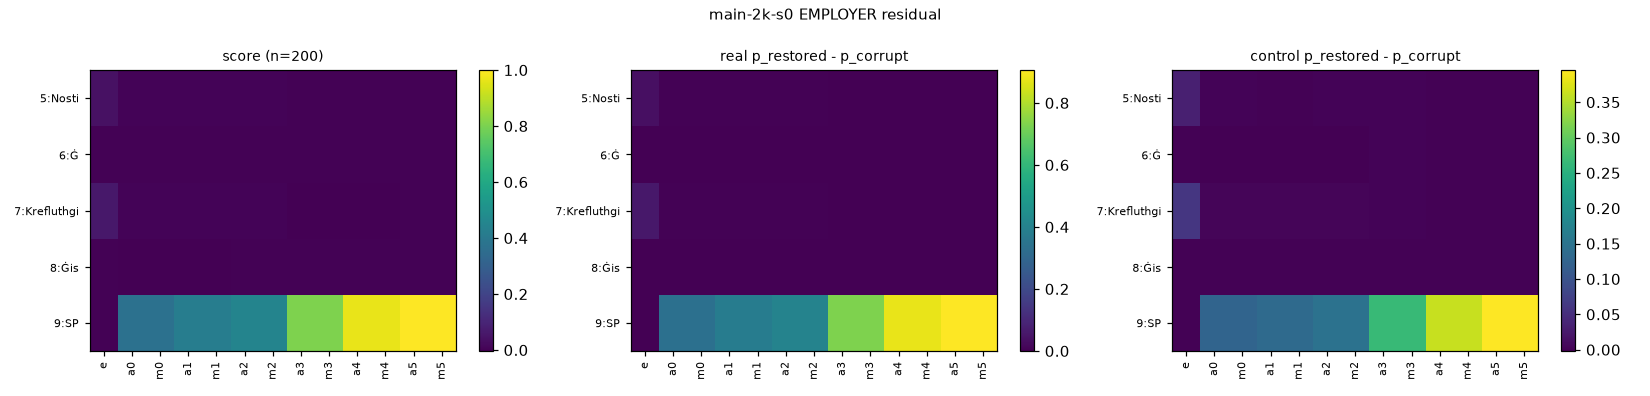 main-2k-s0 EMPLOYER residual
score (n=200)
5:Nosti
6:Ġ
7:Krefluthgi
8:Ġis
9:SP
e a0 m0 a1 m1 a2 m2 a3 m3 a4 m4 a5 m5
1.0
0.8
0.6
0.4
0.2
0.0
real p_restored - p_corrupt
5:Nosti
6:Ġ
7:Krefluthgi
8:Ġis
9:SP
e a0 m0 a1 m1 a2 m2 a3 m3 a4 m4 a5 m5
0.8
0.6
0.4
0.2
0.0
control p_restored - p_corrupt
5:Nosti
6:Ġ
7:Krefluthgi
8:Ġis
9:SP
e a0 m0 a1 m1 a2 m2 a3 m3 a4 m4 a5 m5
0.35
0.30
0.25
0.20
0.15
0.10
0.05
0.00